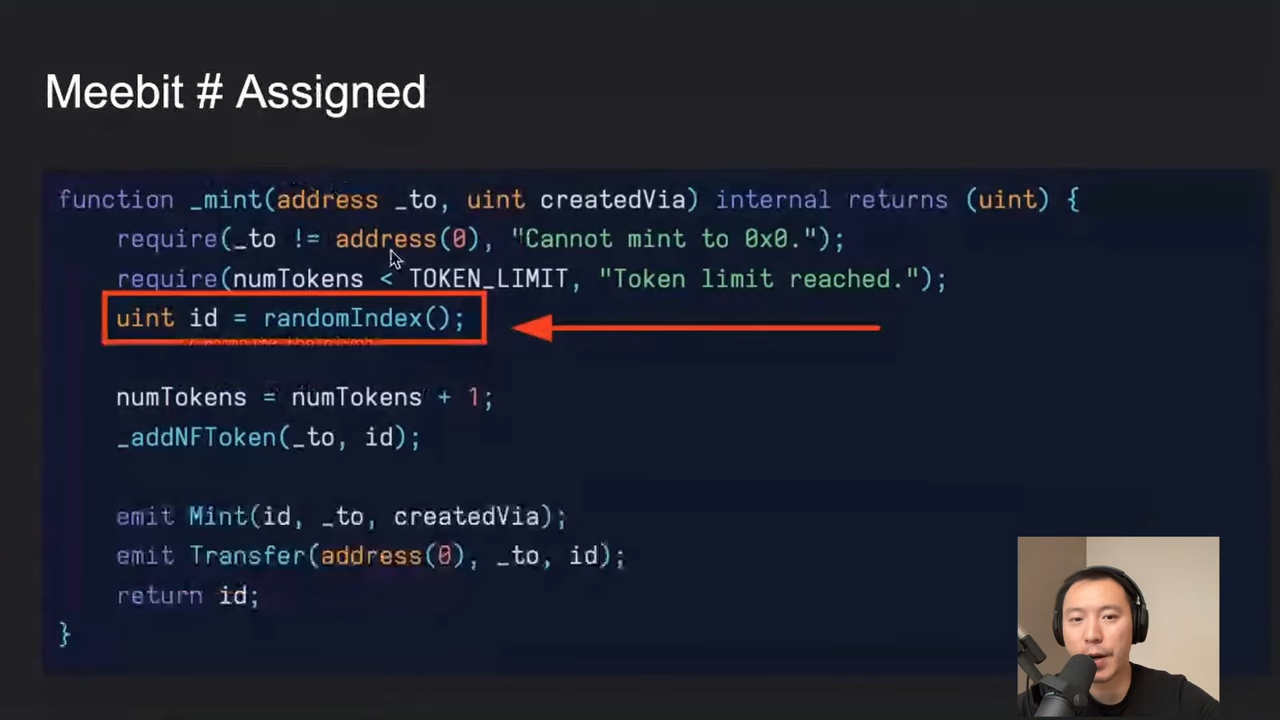 Meebit # Assigned
function _mint(address _to, uint createdVia) internal returns (uint) {
require(_to != address(0), "Cannot mint to 0x0.");
require(numTokens < TOKEN_LIMIT, "Token limit reached.");
uint id = randomIndex();
numTokens = numTokens + 1;
_addNFToken(_to, id);
emit Mint(id, _to, createdVia);
emit Transfer(address(0), _to, id);
return id;
}